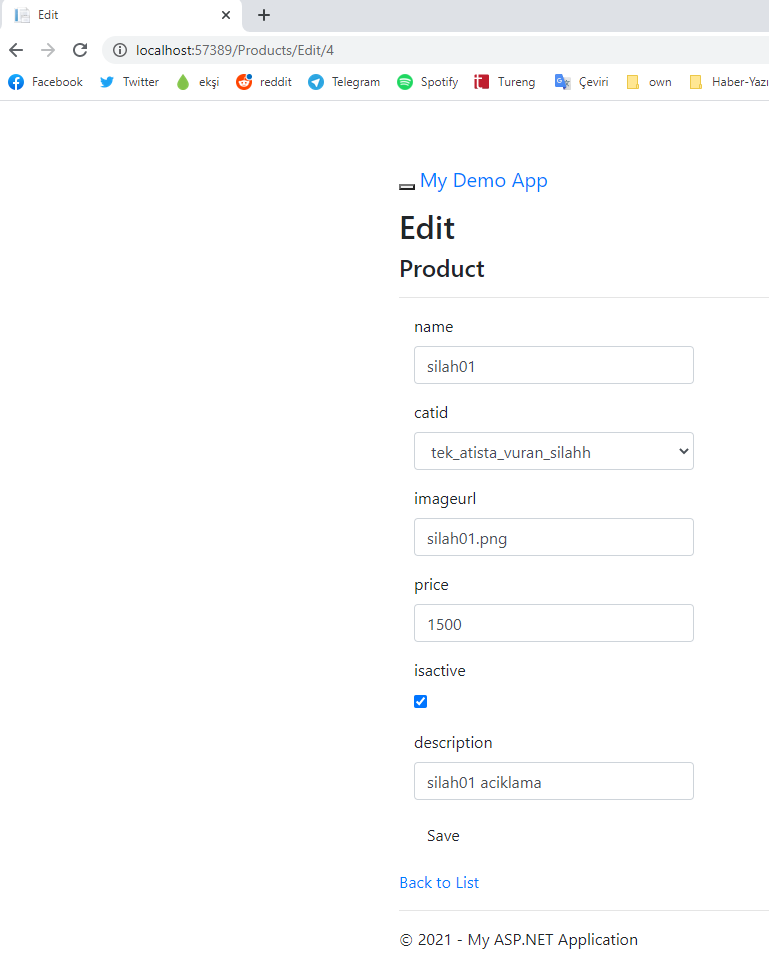 Edit
localhost:57389/Products/Edit/4
Facebook Twitter ekşi reddit Telegram Spotify Tureng Çeviri own Haber-Yazı
My Demo App
Edit
Product
name
silah01
catid
tek_atista_vuran_silahh
imageurl
silah01.png
price
1500
isactive
description
silah01 aciklama
Save
Back to List
© 2021 - My ASP.NET Application